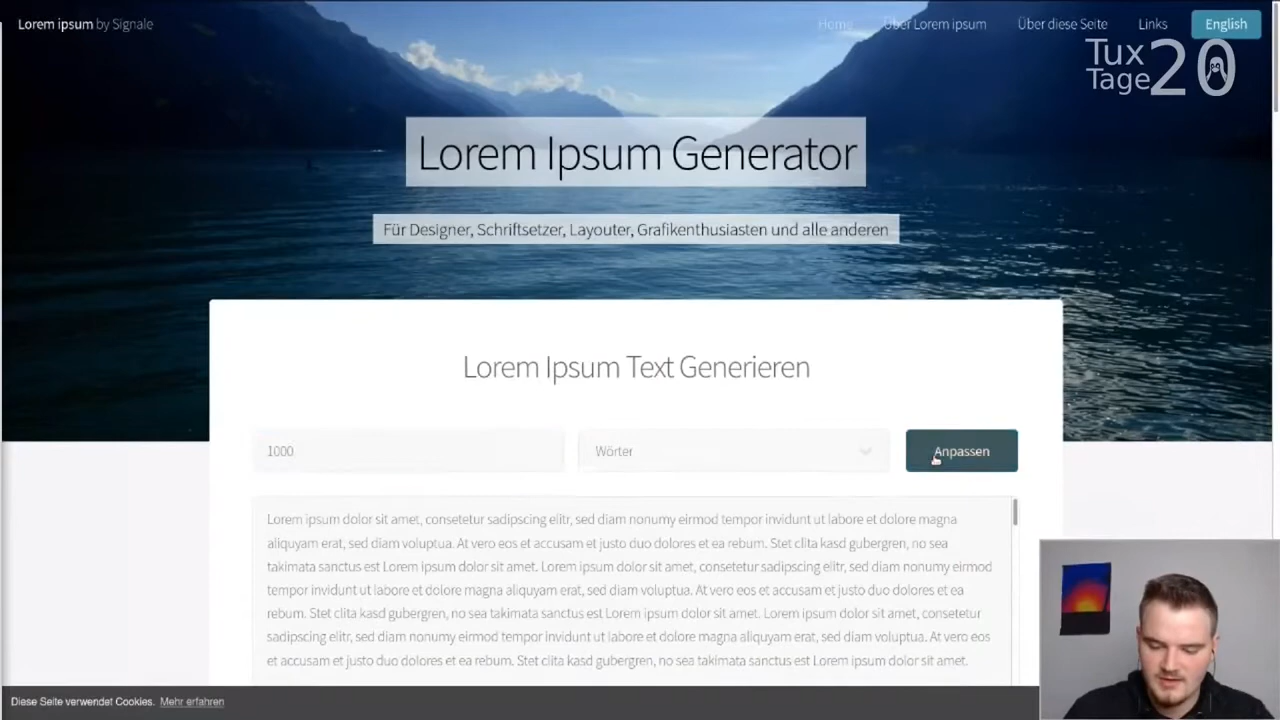 Lorem ipsum by Signale
Home
Über Lorem ipsum
Über diese Seite
Links
English
Tux
Tage20
Lorem Ipsum Generator
Für Designer, Schriftsetzer, Layouter, Grafikenthusiasten und alle anderen
Lorem Ipsum Text Generieren
1000
Wörter
Anpassen
Lorem ipsum dolor sit amet, consetetur sadipscing elitr, sed diam nonumy eirmod tempor invidunt ut labore et dolore magna
aliquyam erat, sed diam voluptua. At vero eos et accusam et justo duo dolores et ea rebum. Stet clita kasd gubergren, no sea
takimata sanctus est Lorem ipsum dolor sit amet. Lorem ipsum dolor sit amet, consetetur sadipscing elitr, sed diam nonumy eirmod
tempor invidunt ut labore et dolore magna aliquyam erat, sed diam voluptua. At vero eos et accusam et justo duo dolores et ea
rebum. Stet clita kasd gubergren, no sea takimata sanctus est Lorem ipsum dolor sit amet. Lorem ipsum dolor sit amet, consetetur
sadipscing elitr, sed diam nonumy eirmod tempor invidunt ut labore et dolore magna aliquyam erat, sed diam voluptua. At vero eos
et accusam et justo duo dolores et ea rebum. Stet clita kasd gubergren, no sea takimata sanctus est Lorem ipsum dolor sit amet.
Diese Seite verwendet Cookies. Mehr erfahren